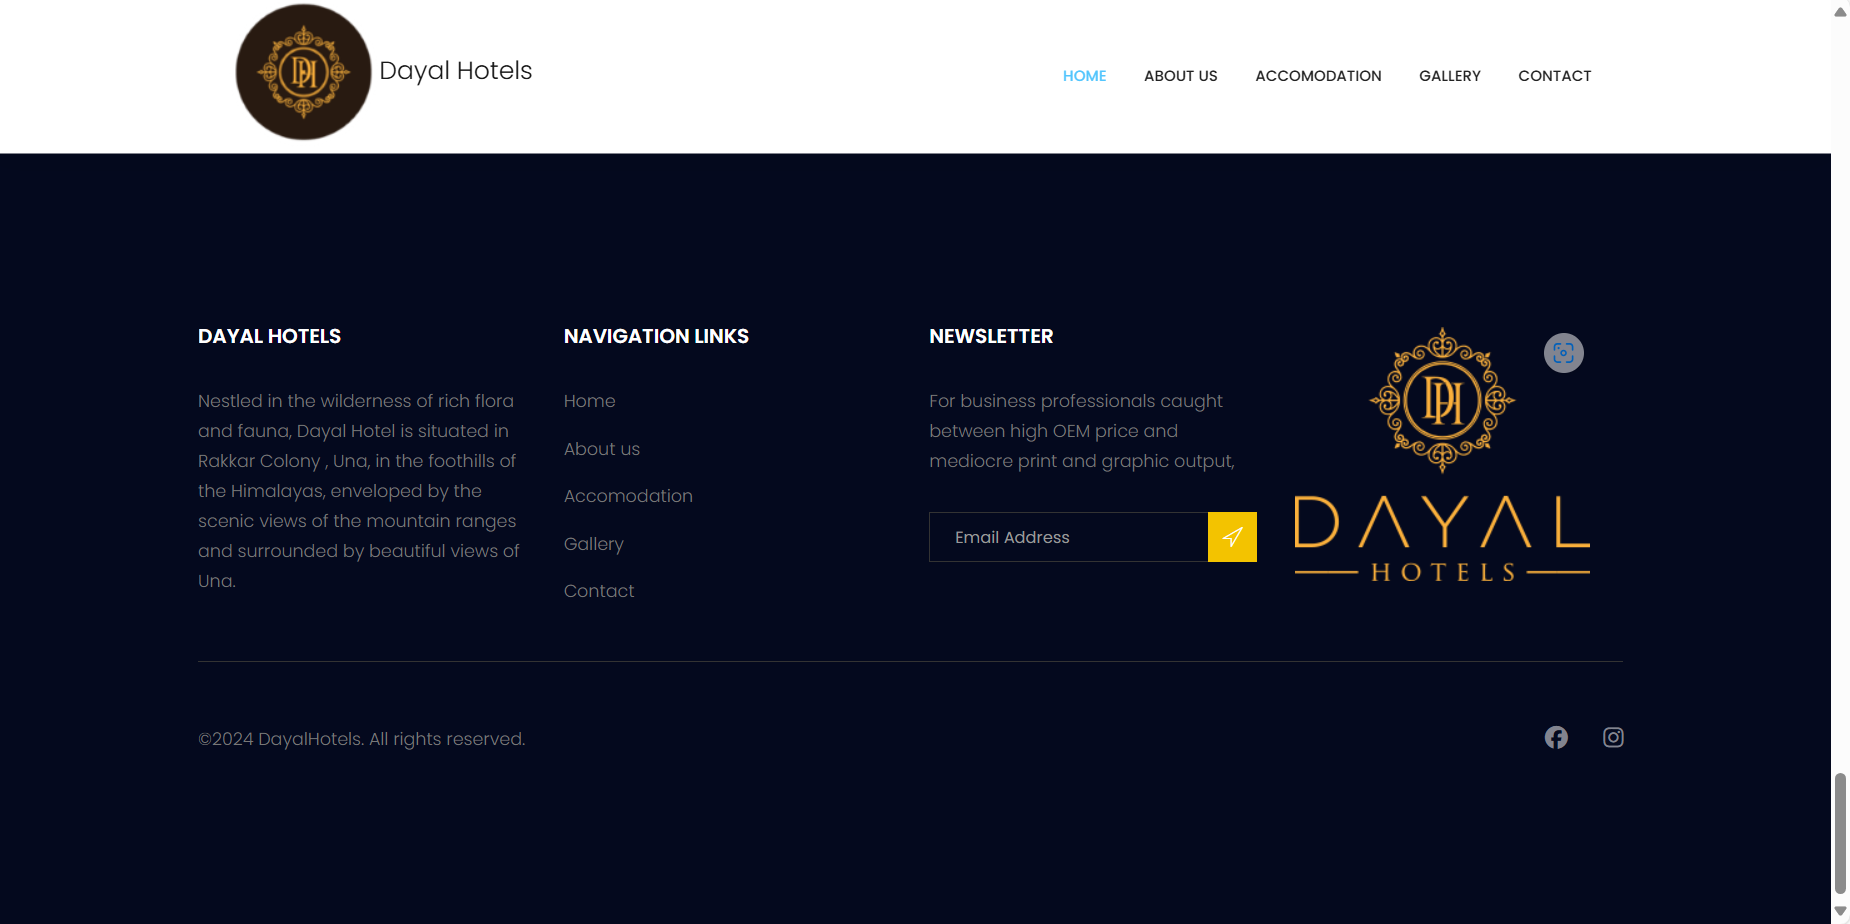 Dayal Hotels
HOME
ABOUT US
ACCOMODATION
GALLERY
CONTACT
DAYAL HOTELS
Nestled in the wilderness of rich flora
and fauna, Dayal Hotel is situated in
Rakkar Colony , Una, in the foothills of
the Himalayas, enveloped by the
scenic views of the mountain ranges
and surrounded by beautiful views of
Una.
NAVIGATION LINKS
Home
About us
Accomodation
Gallery
Contact
NEWSLETTER
For business professionals caught
between high OEM price and
mediocre print and graphic output,
Email Address
DH
DAYAL
HOTELS
©2024 DayalHotels. All rights reserved.